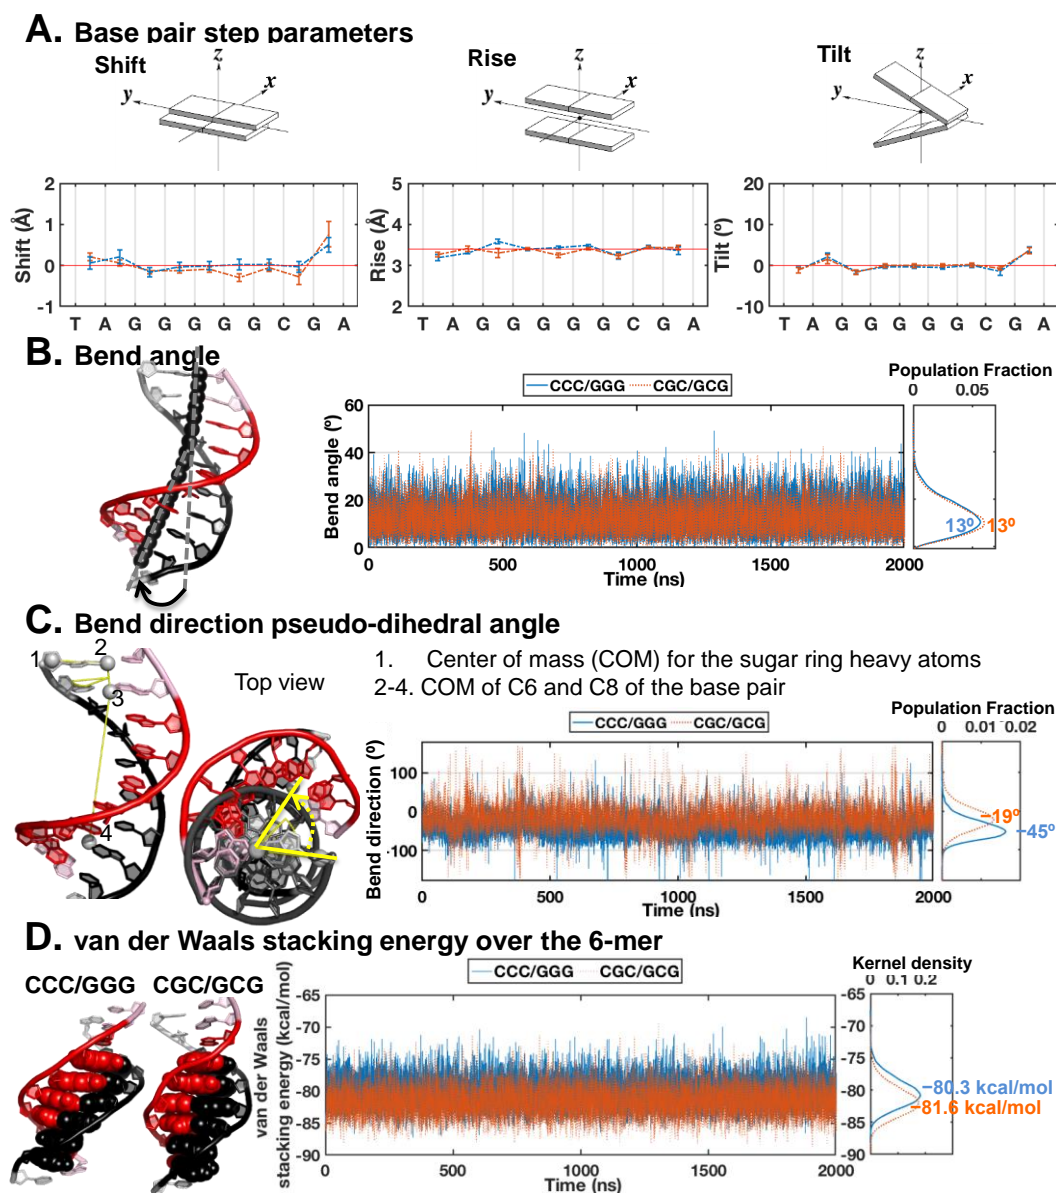 A. Base pair step parameters
Shift
z
x
y
Rise
z
x
y
Tilt
z
x
y
Shift (Å)
2
1
0
-1
T A G G G G G C G A
Rise (Å)
5
4
3
2
T A G G G G G C G A
Tilt (º)
10
0
-10
T A G G G G G C G A
B. Bend angle
CCC/GGG CGC/GCG
Bend angle (º)
60
40
20
0
500 1000 1500 2000
Time (ns)
Population Fraction
0 0.05
13º 13º
C. Bend direction pseudo-dihedral angle
1 2
3
4
Top view
1. Center of mass (COM) for the sugar ring heavy atoms
2-4. COM of C6 and C8 of the base pair
CCC/GGG CGC/GCG
Bend direction (º)
100
0
-100
0 500 1000 1500 2000
Time (ns)
Population Fraction
0 0.01 0.02
−19º
−45º
D. van der Waals stacking energy over the 6-mer
CCC/GGG CGC/GCG
CCC/GGG CGC/GCG
van der Waals
stacking energy (kcal/mol)
-65
-70
-75
-80
-85
-90
0 500 1000 1500 2000
Time (ns)
Kernel density
0 0.1 0.2
-65
-70
-75
-80
-85
-90
−80.3 kcal/mol
−81.6 kcal/mol